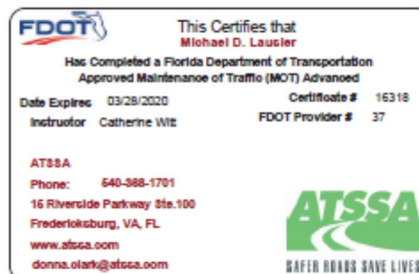 FDOT
This Certifies that
Michael D. Lausier
Has Completed a Florida Department of Transportation
Approved Maintenance of Traffic (MOT) Advanced
Date Expires 03/28/2020 Certificate # 16318
Instructor Catherine Witt FDOT Provider # 37
ATSSA
Phone: 540-368-1701
15 Riverside Parkway Ste.100
Fredericksburg, VA, FL
www.atssa.com
donna.clark@atssa.com
ATSSA
SAFER ROADS SAVE LIVES